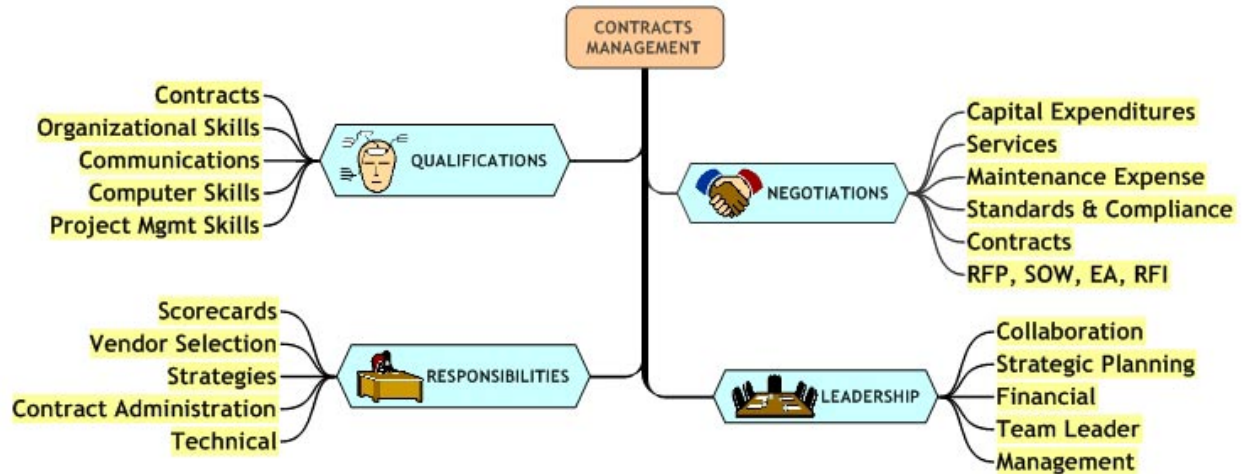 CONTRACTS
MANAGEMENT
Contracts
Organizational Skills
Communications
Computer Skills
Project Mgmt Skills
QUALIFICATIONS
NEGOTIATIONS
Capital Expenditures
Services
Maintenance Expense
Standards & Compliance
Contracts
RFP, SOW, EA, RFI
Scorecards
Vendor Selection
Strategies
Contract Administration
Technical
RESPONSIBILITIES
LEADERSHIP
Collaboration
Strategic Planning
Financial
Team Leader
Management